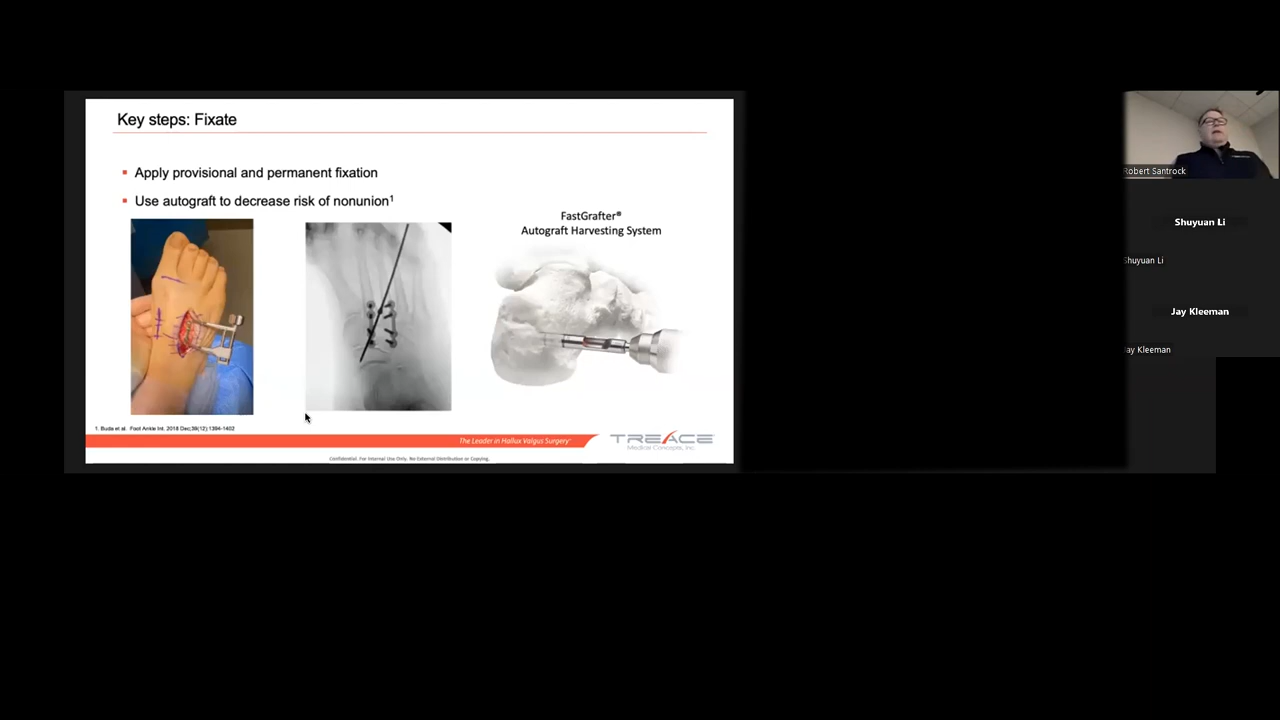 Key steps: Fixate
▪ Apply provisional and permanent fixation
▪ Use autograft to decrease risk of nonunion¹
FastGrafter®
Autograft Harvesting System
1. Buda et al. Foot Ankle Int. 2018 Dec;39(12):1394-1402
The Leader in Hallux Valgus Surgery™
TREACE
Medical Concepts, Inc.
Confidential. For Internal Use Only. No External Distribution or Copying.
Robert Santrock
Shuyuan Li
Shuyuan Li
Jay Kleeman
Jay Kleeman